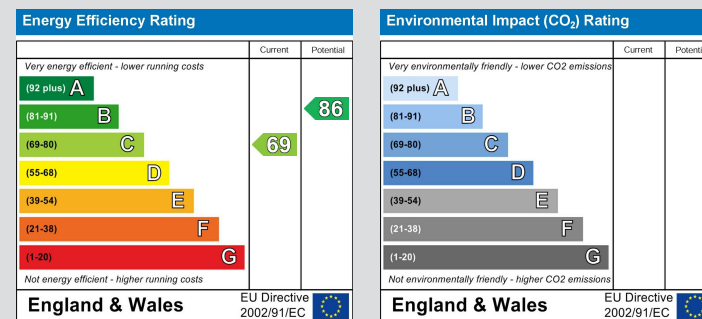 Energy Efficiency Rating
Current Potential
Very energy efficient - lower running costs
(92 plus) A
(81-91) B
(69-80) C
(55-68) D
(39-54) E
(21-38) F
(1-20) G
86
69
Not energy efficient - higher running costs
England & Wales
EU Directive
2002/91/EC
Environmental Impact (CO₂) Rating
Current Potenti
Very environmentally friendly - lower CO2 emissions
(92 plus) A
(81-91) B
(69-80) C
(55-68) D
(39-54) E
(21-38) F
(1-20) G
Not environmentally friendly - higher CO2 emissions
England & Wales
EU Directive
2002/91/EC